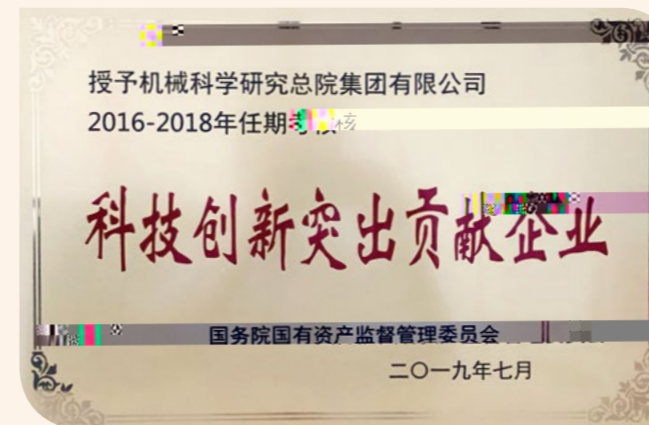 授予机械科学研究总院集团有限公司
2016-2018年任期考核
科技创新突出贡献企业
国务院国有资产监督管理委员会
二〇一九年七月